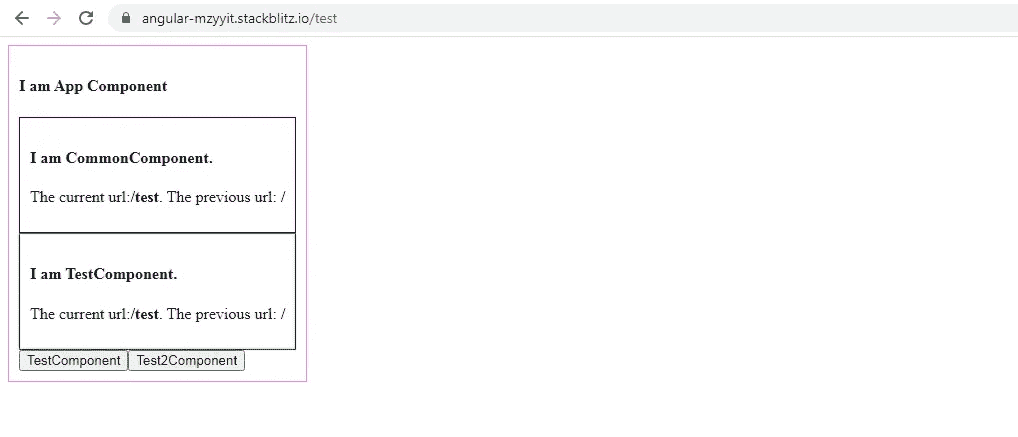 angular-mzyyit.stackblitz.io/test
I am App Component
I am CommonComponent.
The current url:/test. The previous url: /
I am TestComponent.
The current url:/test. The previous url: /
TestComponent Test2Component